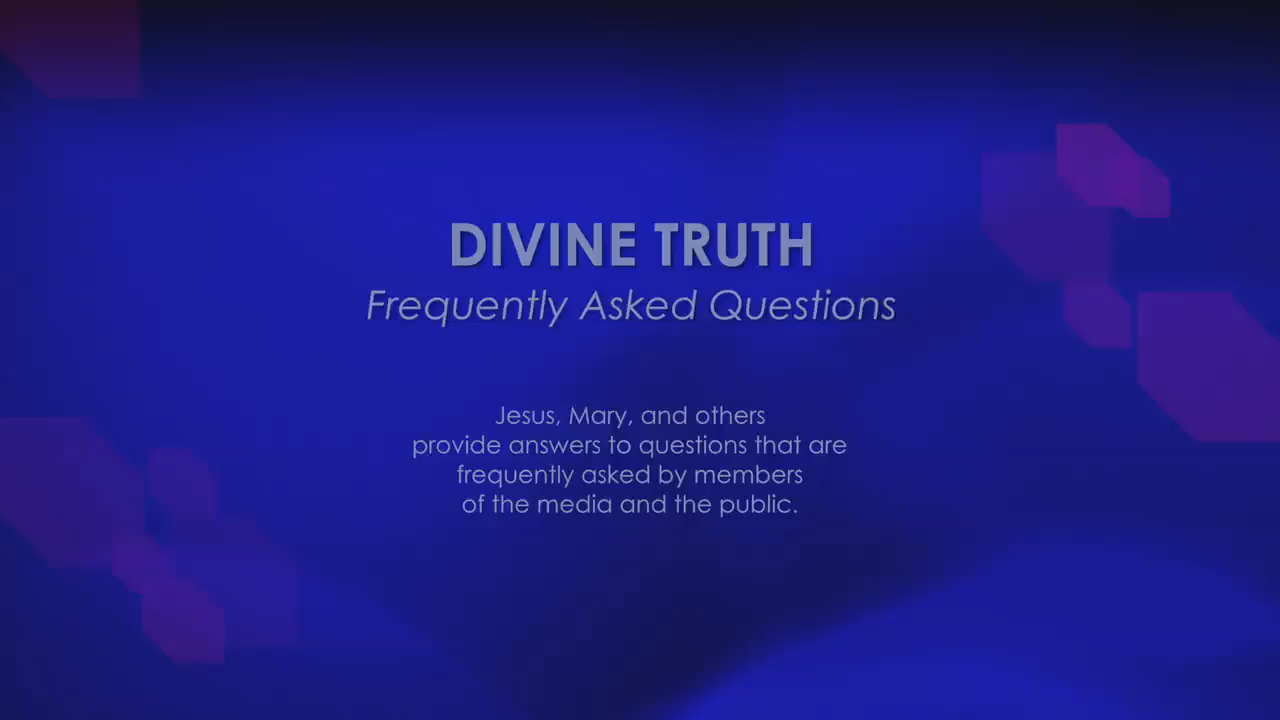 DIVINE TRUTH
Frequently Asked Questions
Jesus, Mary, and others
provide answers to questions that are
frequently asked by members
of the media and the public.